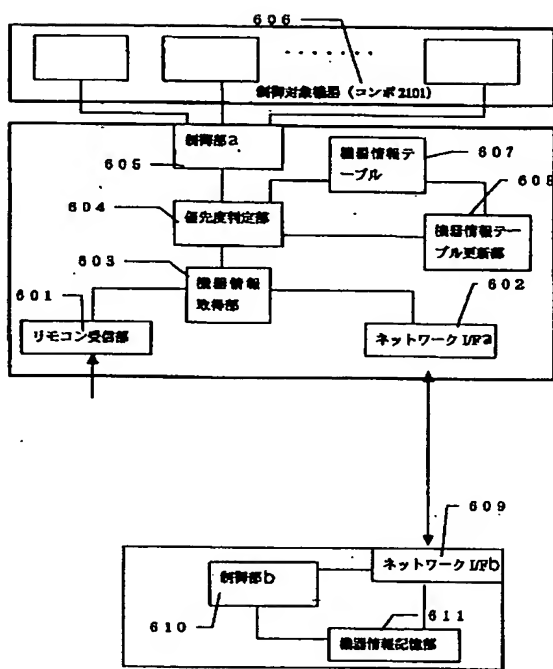 606
制御対象機器（コンポ2101）
制御部a
605
機器情報テ
ーブル
607
608
604
優先度判定部
機器情報テ
ーブル更新部
603
機器情報
取得部
601
リモコン受信部
602
ネットワーク I/Fa
609
ネットワーク I/Fb
制御部b
610
611
機器情報記憶部